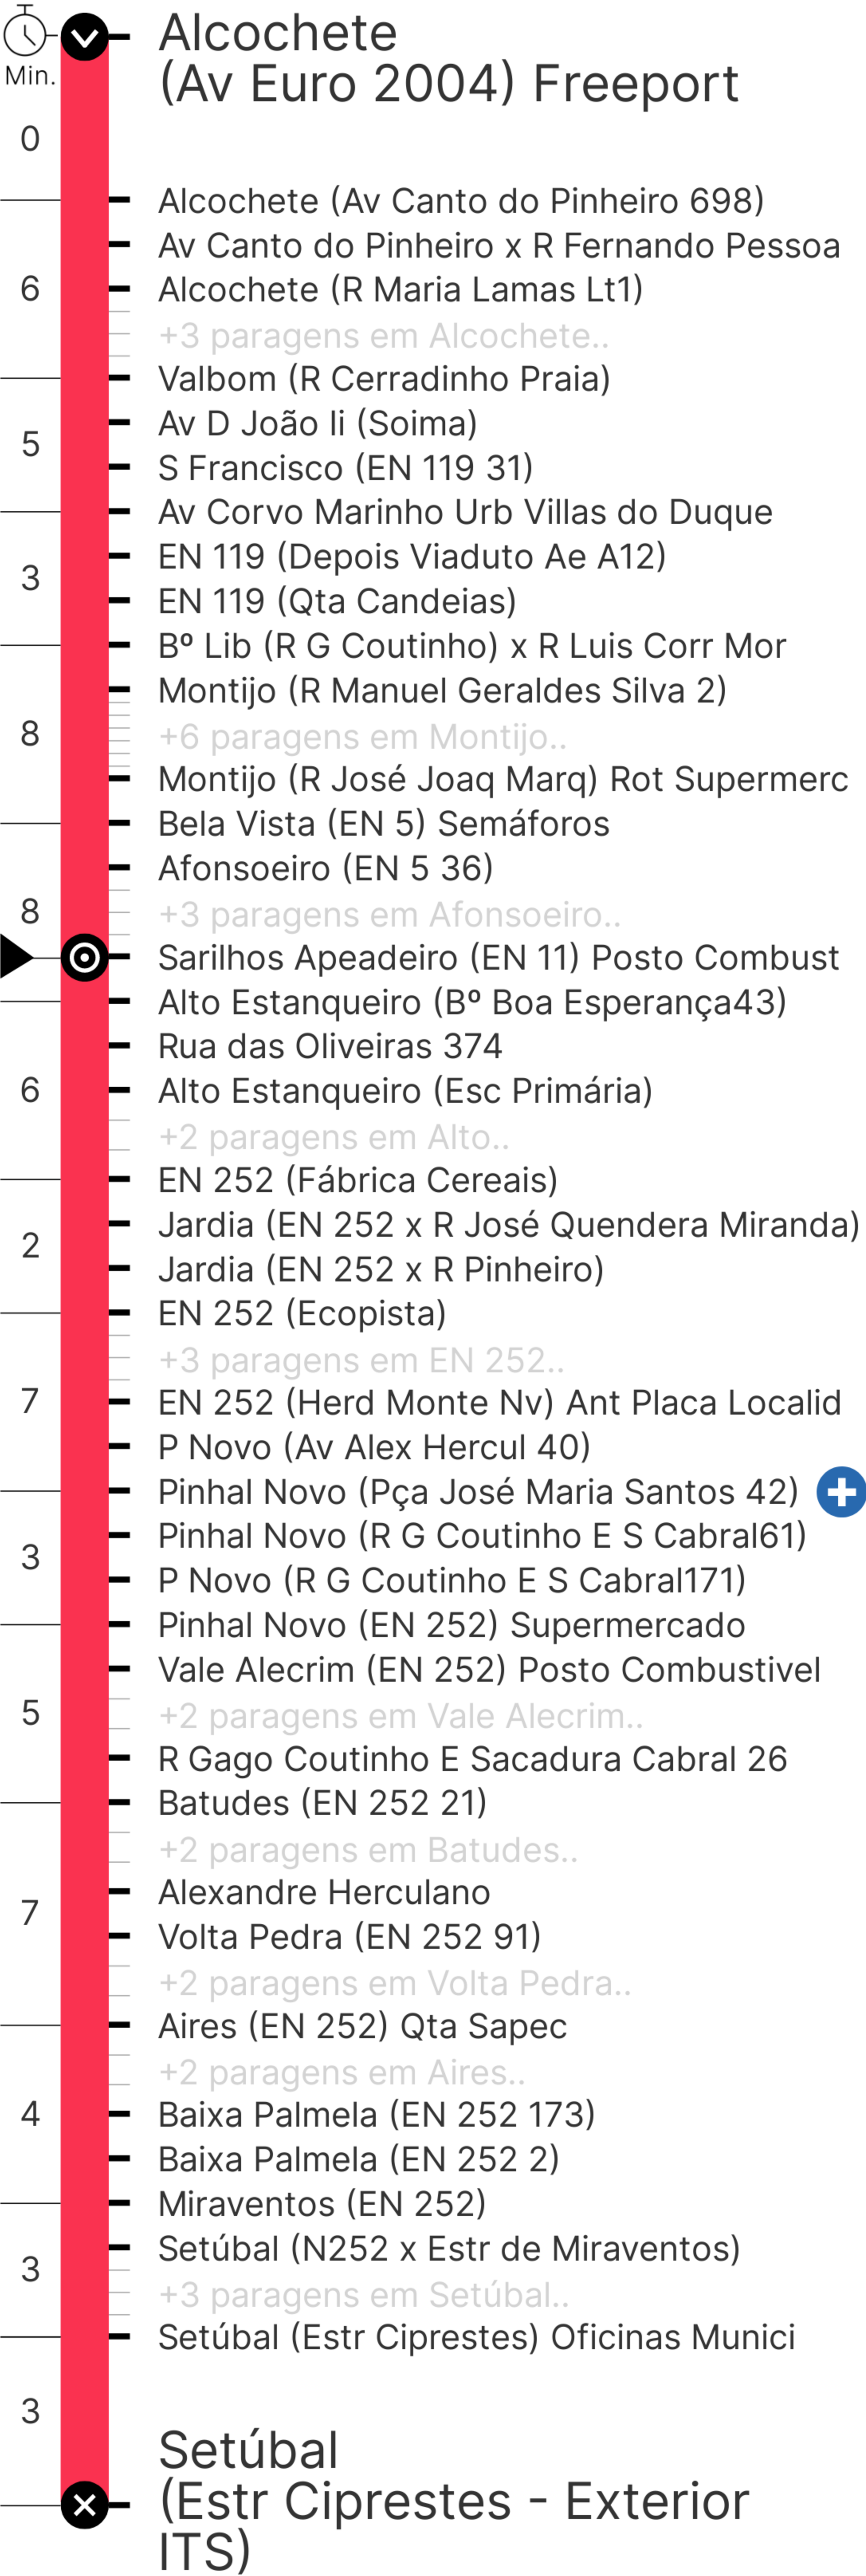 Alcochete
(Av Euro 2004) Freeport
Min.
0
Alcochete (Av Canto do Pinheiro 698)
Av Canto do Pinheiro x R Fernando Pessoa
6
Alcochete (R Maria Lamas Lt1)
+3 paragens em Alcochete..
Valbom (R Cerradinho Praia)
Av D João Ii (Soima)
5
S Francisco (EN 119 31)
Av Corvo Marinho Urb Villas do Duque
EN 119 (Depois Viaduto Ae A12)
3
EN 119 (Qta Candeias)
Bº Lib (R G Coutinho) x R Luis Corr Mor
Montijo (R Manuel Geraldes Silva 2)
8
+6 paragens em Montijo..
Montijo (R José Joaq Marq) Rot Supermerc
Bela Vista (EN 5) Semáforos
Afonsoeiro (EN 5 36)
8
+3 paragens em Afonsoeiro..
Sarilhos Apeadeiro (EN 11) Posto Combust
Alto Estanqueiro (Bº Boa Esperança43)
Rua das Oliveiras 374
6
Alto Estanqueiro (Esc Primária)
+2 paragens em Alto..
EN 252 (Fábrica Cereais)
Jardia (EN 252 x R José Quendera Miranda)
2
Jardia (EN 252 x R Pinheiro)
EN 252 (Ecopista)
+3 paragens em EN 252..
7
EN 252 (Herd Monte Nv) Ant Placa Localid
P Novo (Av Alex Hercul 40)
Pinhal Novo (Pça José Maria Santos 42)
Pinhal Novo (R G Coutinho E S Cabral61)
3
P Novo (R G Coutinho E S Cabral171)
Pinhal Novo (EN 252) Supermercado
Vale Alecrim (EN 252) Posto Combustivel
5
+2 paragens em Vale Alecrim..
R Gago Coutinho E Sacadura Cabral 26
Batudes (EN 252 21)
+2 paragens em Batudes..
Alexandre Herculano
7
Volta Pedra (EN 252 91)
+2 paragens em Volta Pedra..
Aires (EN 252) Qta Sapec
+2 paragens em Aires..
4
Baixa Palmela (EN 252 173)
Baixa Palmela (EN 252 2)
Miraventos (EN 252)
Setúbal (N252 x Estr de Miraventos)
3
+3 paragens em Setúbal..
Setúbal (Estr Ciprestes) Oficinas Munici
3
Setúbal
(Estr Ciprestes - Exterior
ITS)